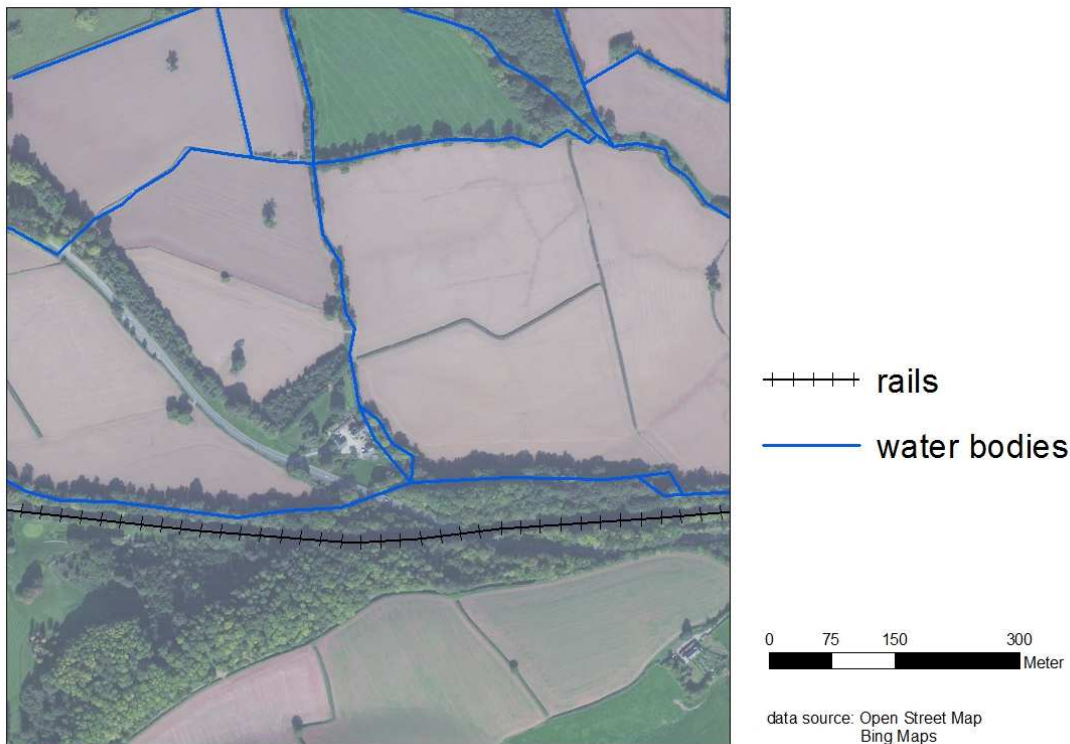 rails
water bodies
0 75 150 300
Meter
data source: Open Street Map
Bing Maps